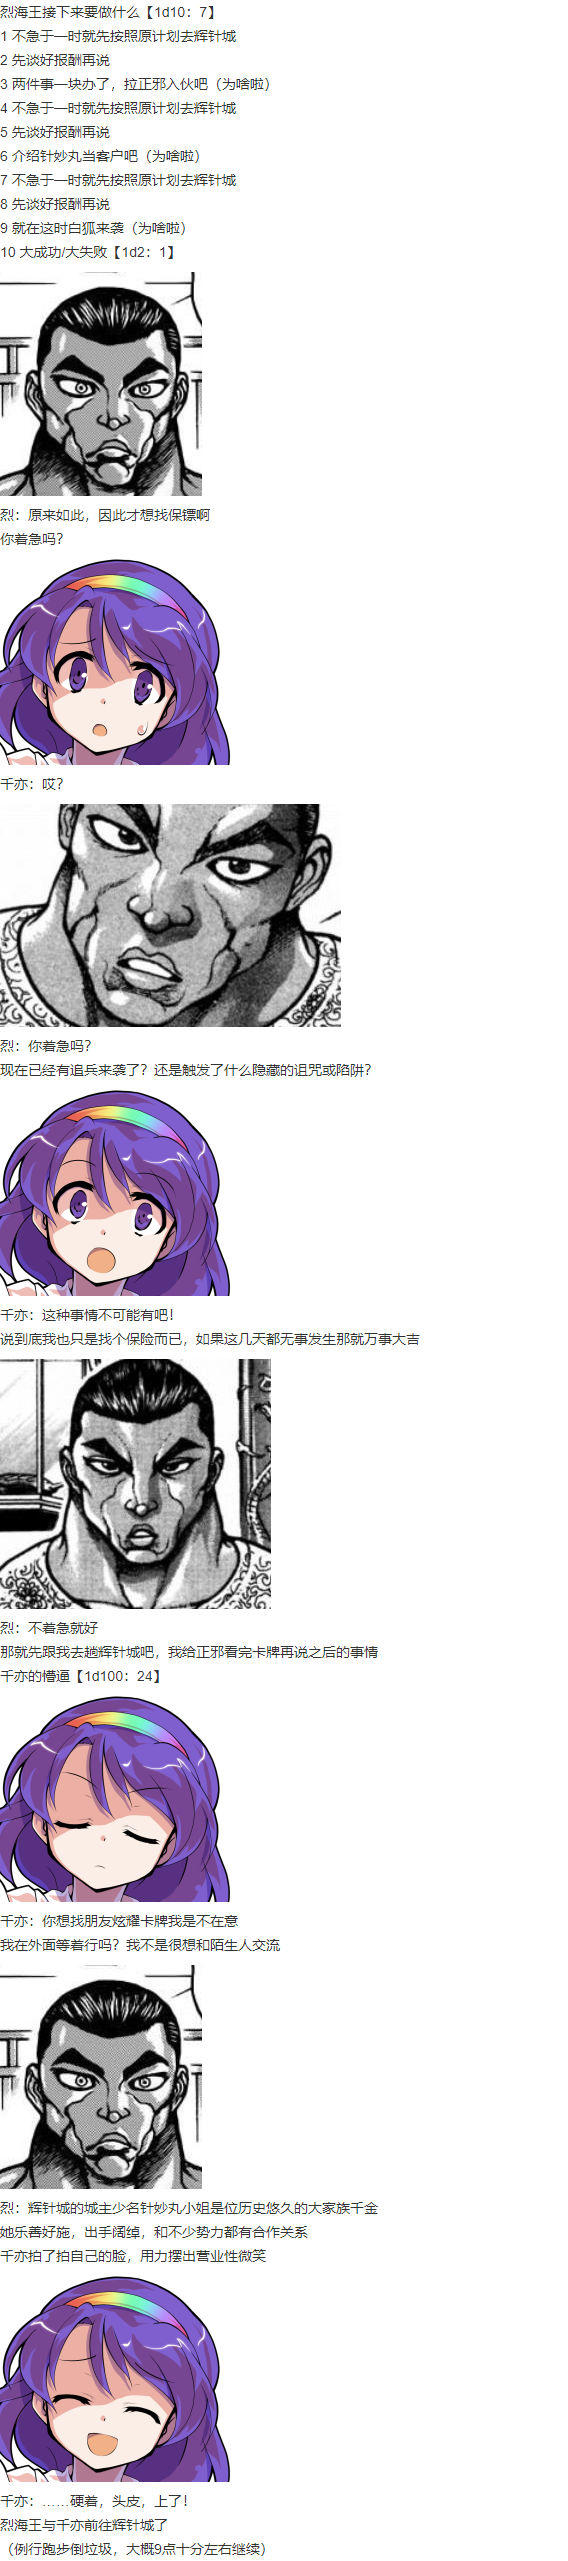 烈海王接下来要做什么【1d10：7】
1 不急于一时就先按照原计划去辉针城
2 先谈好报酬再说
3 两件事一块办了，拉正邪入伙吧（为啥啦）
4 不急于一时就先按照原计划去辉针城
5 先谈好报酬再说
6 介绍针妙丸当客户吧（为啥啦）
7 不急于一时就先按照原计划去辉针城
8 先谈好报酬再说
9 就在这时白狐来袭（为啥啦）
10 大成功/大失败【1d2：1】
烈：原来如此，因此才想找保镖啊
你着急吗？
千亦：哎？
烈：你着急吗？
现在已经有追兵来袭了？还是触发了什么隐藏的诅咒或陷阱？
千亦：这种事情不可能有吧！
说到底我也只是找个保险而已，如果这几天都无事发生那就万事大吉
烈：不着急就好
那就先跟我去趟辉针城吧，我给正邪看完卡牌再说之后的事情
千亦的懵逼【1d100：24】
千亦：你想找朋友炫耀卡牌我是不在意
我在外面等着行吗？我不是很想和陌生人交流
烈：辉针城的城主少名针妙丸小姐是位历史悠久的大家族千金
她乐善好施，出手阔绰，和不少势力都有合作关系
千亦拍了拍自己的脸，用力摆出营业性微笑
千亦：……硬着，头皮，上了！
烈海王与千亦前往辉针城了
（例行跑步倒垃圾，大概9点十分左右继续）